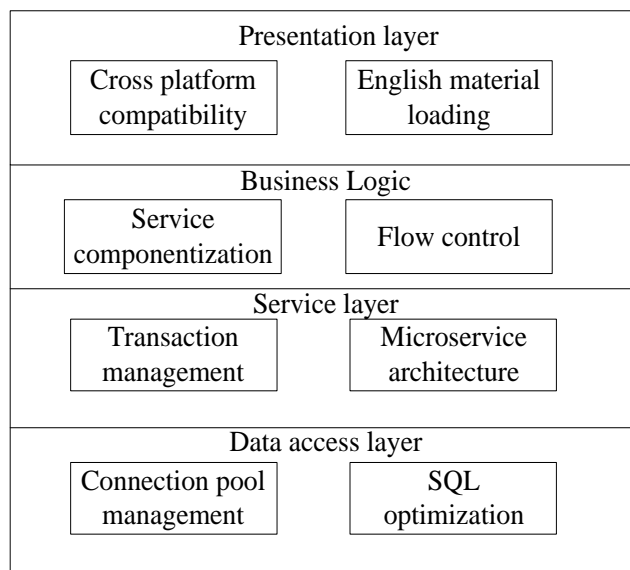 Presentation layer
Cross platform
compatibility
English material
loading
Business Logic
Service
componentization
Flow control
Service layer
Transaction
management
Microservice
architecture
Data access layer
Connection pool
management
SQL
optimization